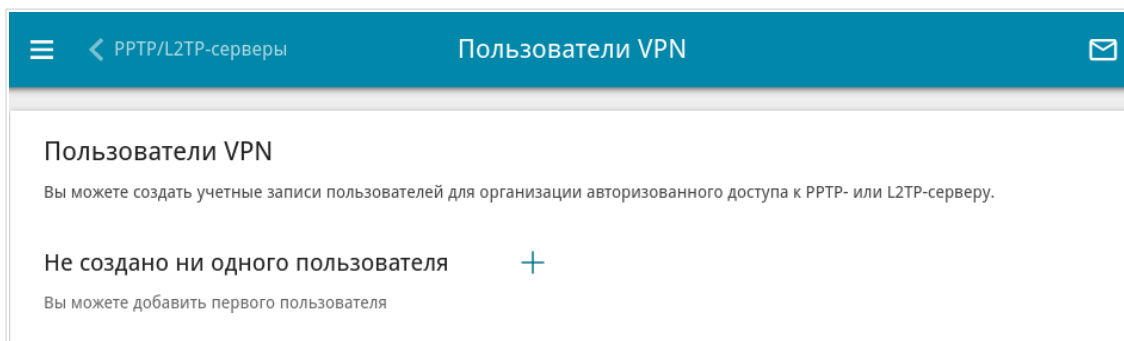 PPTP/L2TP-серверы
Пользователи VPN
Пользователи VPN
Вы можете создать учетные записи пользователей для организации авторизованного доступа к PPTP- или L2TP-серверу.
Не создано ни одного пользователя
Вы можете добавить первого пользователя